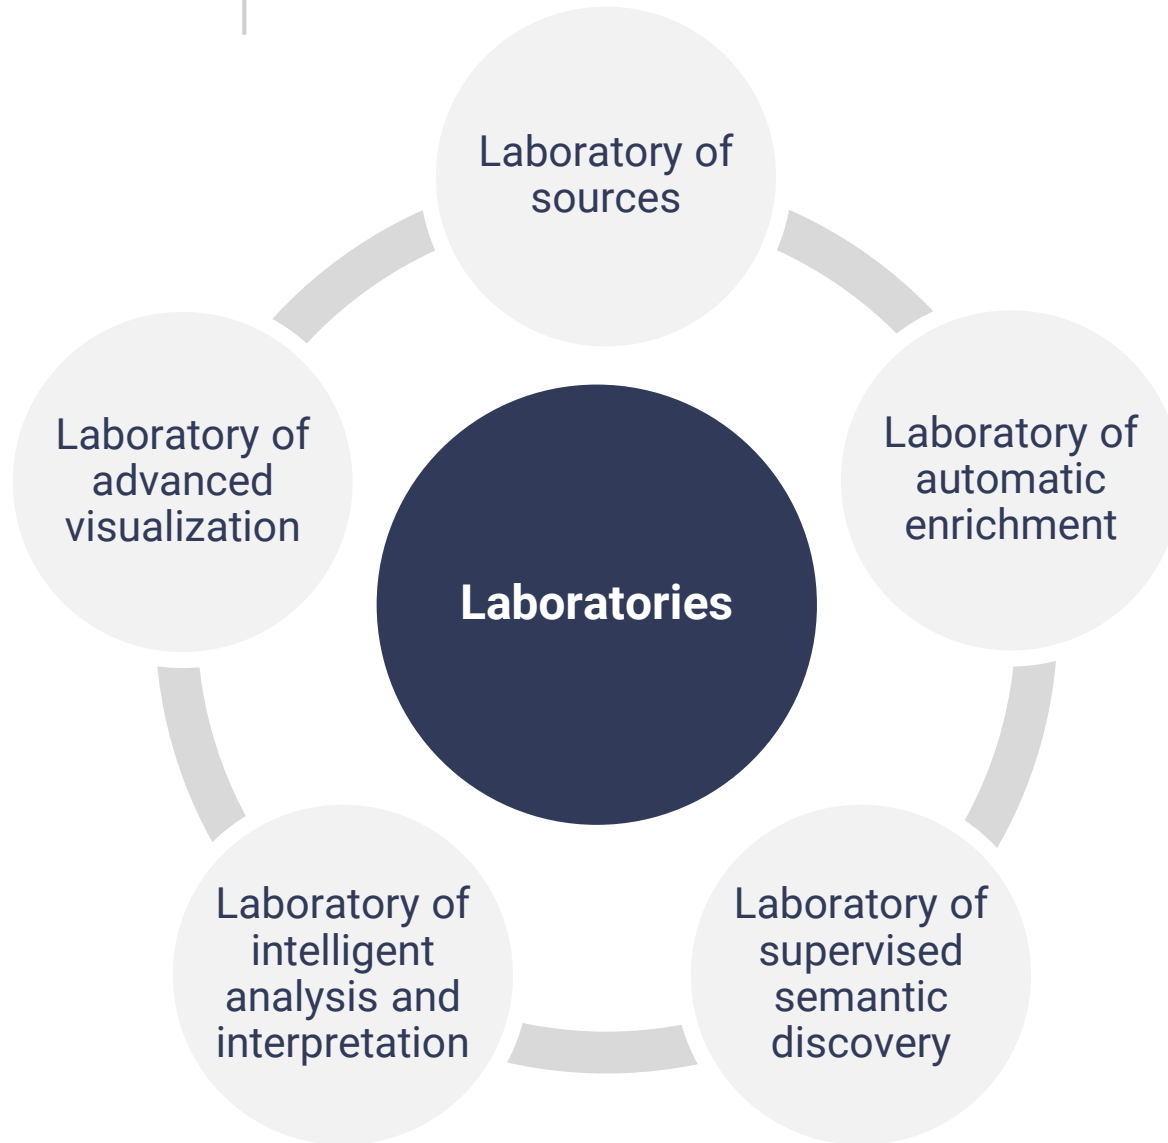 Laboratory of
sources
Laboratory of
automatic
enrichment
Laboratory of
supervised
semantic
discovery
Laboratory of
intelligent
analysis and
interpretation
Laboratory of
advanced
visualization
Laboratories